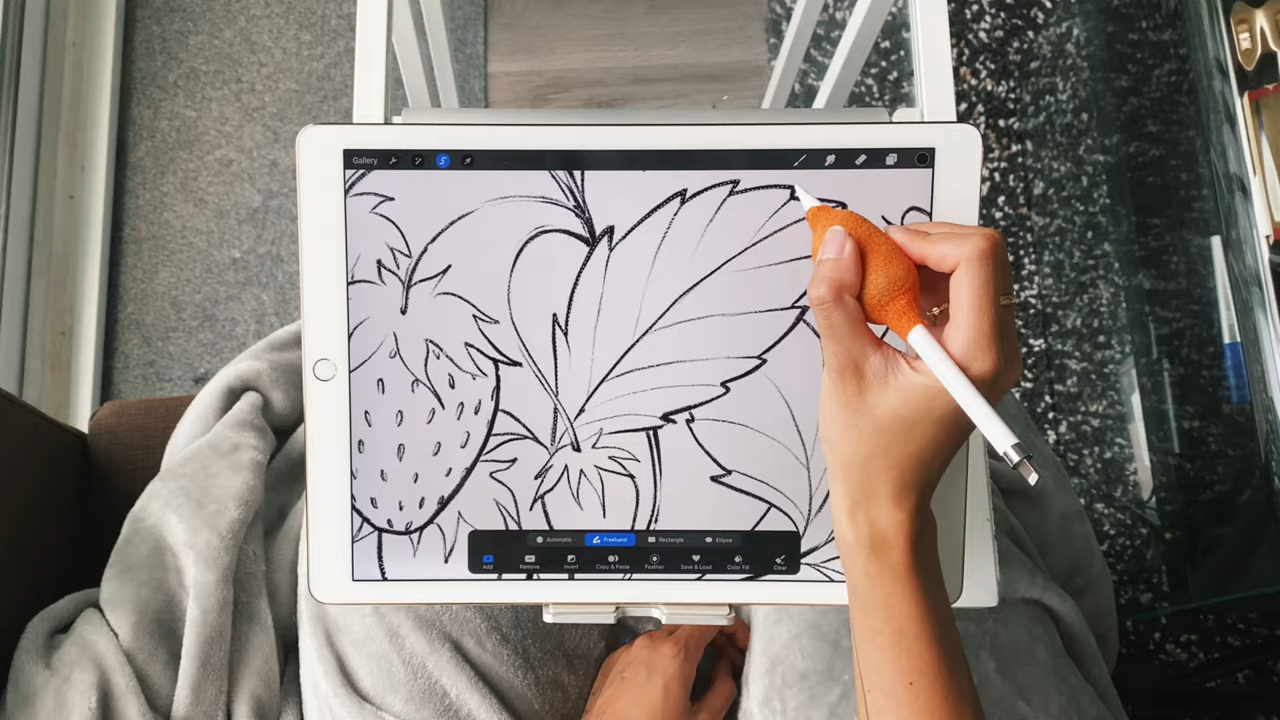 Gallery
Automatic Freehand Rectangle Ellipse
Add Remove Invert Copy & Paste Feather Save & Load Color Fill Clear